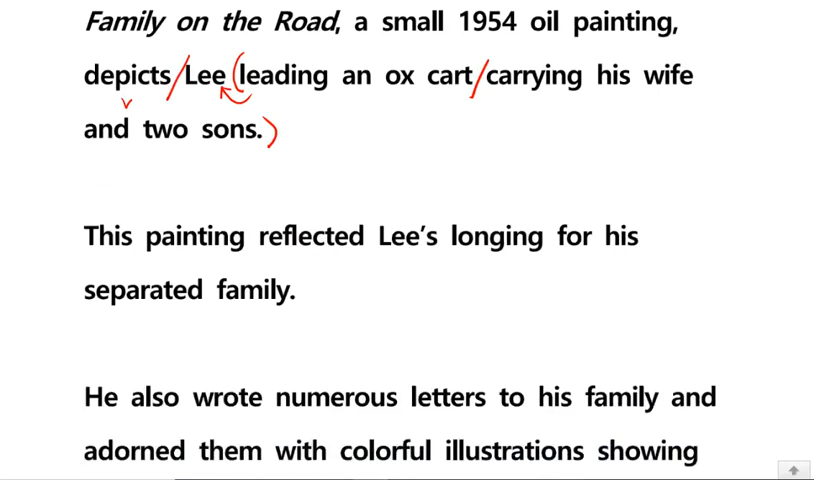 Family on the Road, a small 1954 oil painting,
depicts Lee leading an ox cart carrying his wife
and two sons.
This painting reflected Lee's longing for his
separated family.
He also wrote numerous letters to his family and
adorned them with colorful illustrations showing